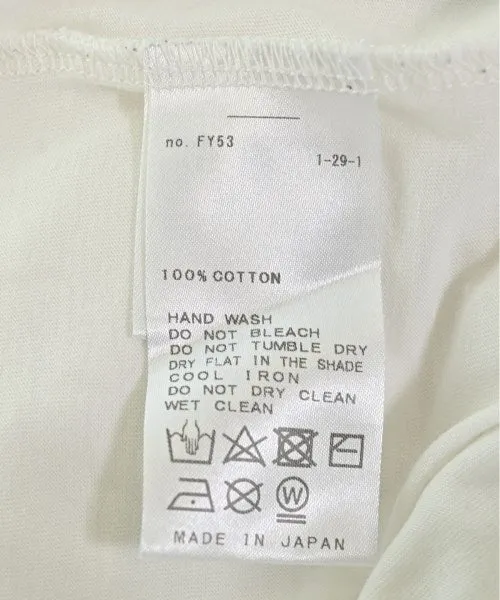 no. FY53
1-29-1
100% COTTON
HAND WASH
DO NOT BLEACH
DO NOT TUMBLE DRY
DRY FLAT IN THE SHADE
COOL IRON
DO NOT DRY CLEAN
WET CLEAN
W
MADE IN JAPAN